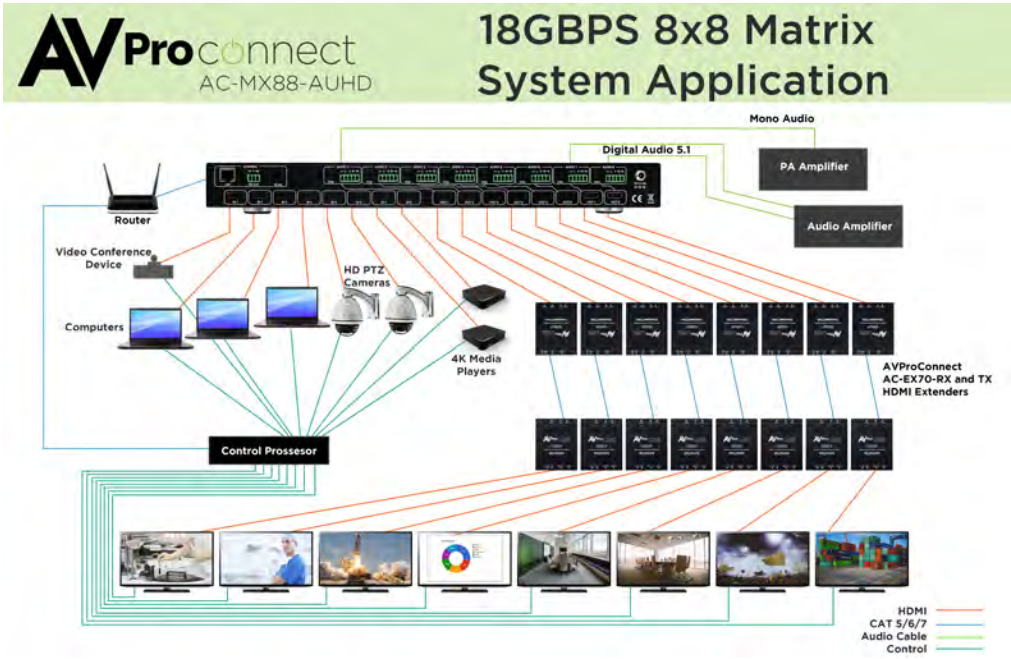 AVProconnect
AC-MX88-AUHD
18GBPS 8x8 Matrix
System Application
Mono Audio
Digital Audio 5.1
PA Amplifier
Audio Amplifier
Router
Video Conference
Device
HD PTZ
Cameras
Computers
4K Media
Players
AVProConnect
AC-EX70-RX and TX
HDMI Extenders
Control Prossesor
HDMI
CAT 5/6/7
Audio Cable
Control